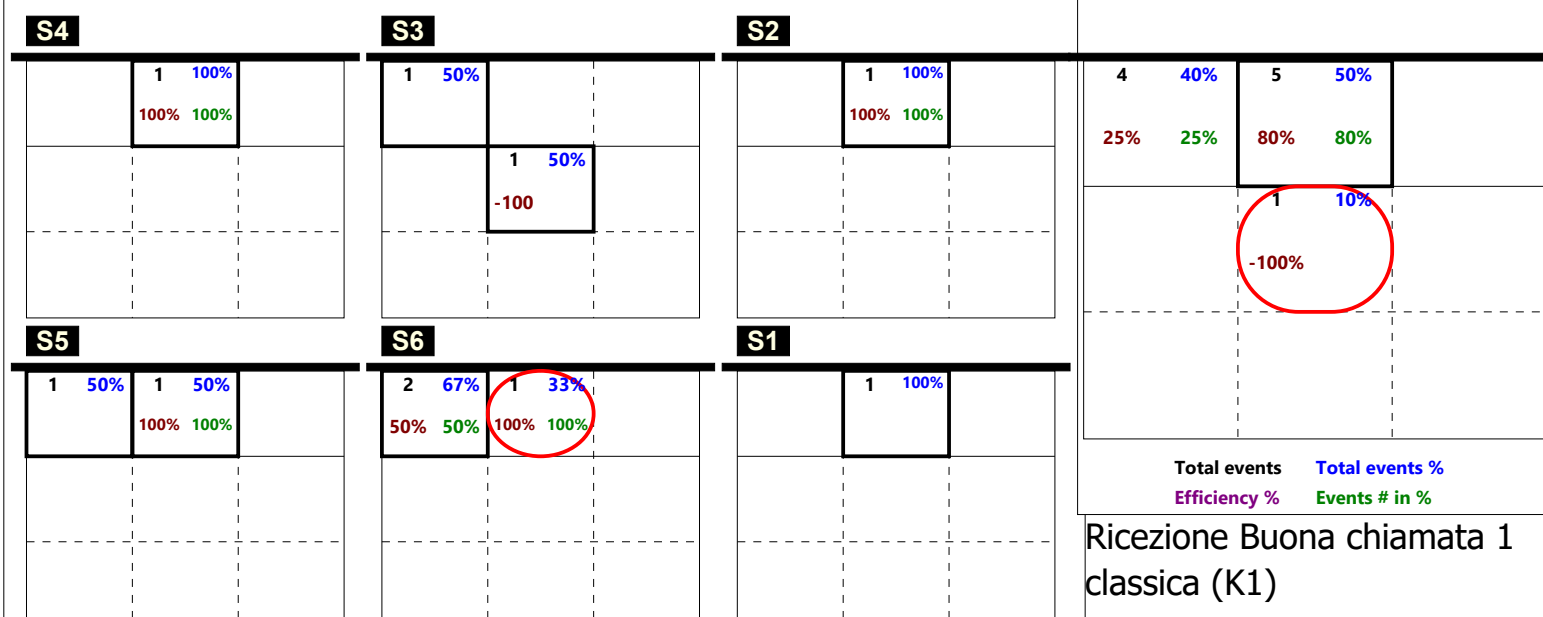 S4
1 100%
100% 100%
S3
1 50%
1 50%
-100
S2
1 100%
100% 100%
4 40% 5 50%
25% 25% 80% 80%
1 10%
-100%
S5
1 50% 1 50%
100% 100%
S6
2 67% 1 33%
50% 50% 100% 100%
S1
1 100%
Total events Total events %
Efficiency % Events # in %
Ricezione Buona chiamata 1
classica (K1)